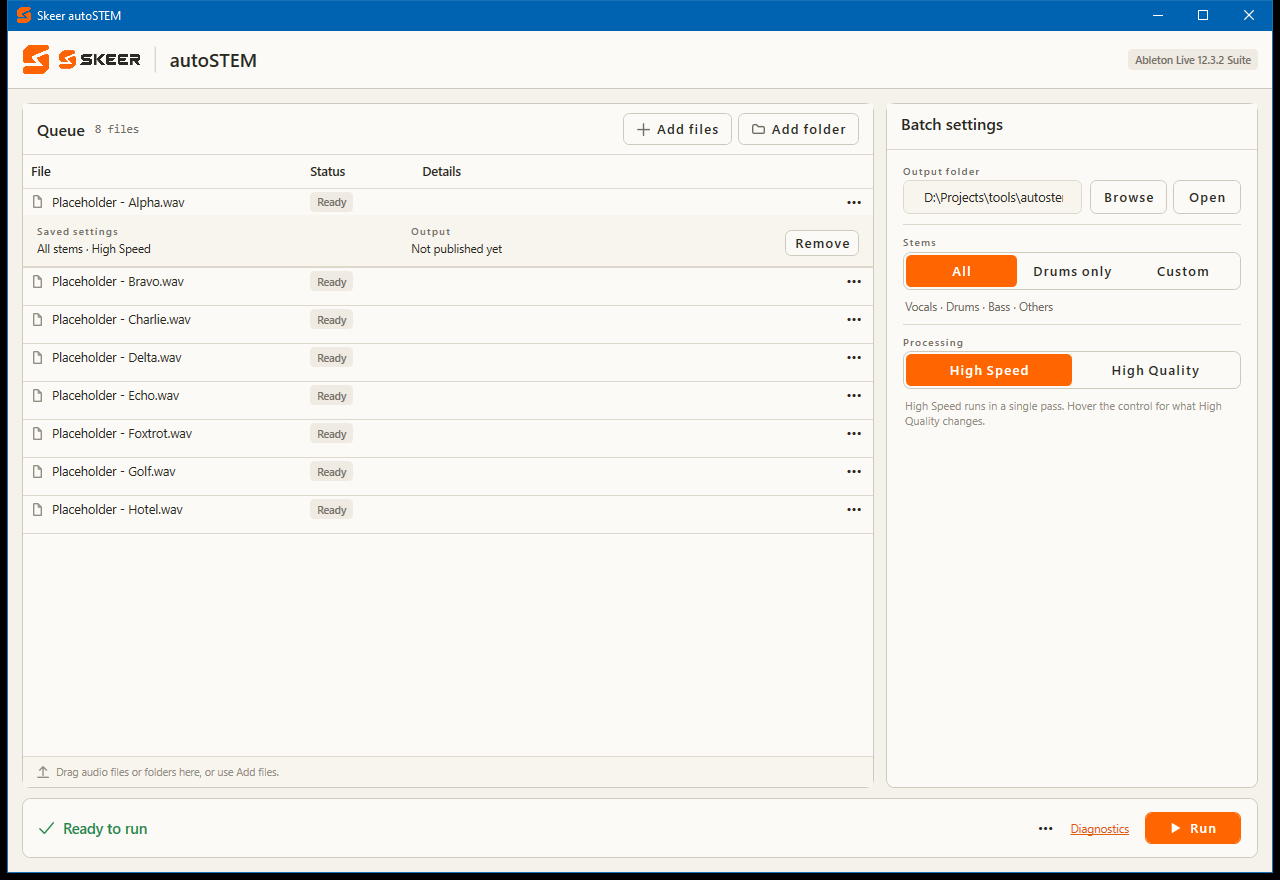 Skeer autoSTEM
SKEER autoSTEM
Ableton Live 12.3.2 Suite
Queue 8 files
Add files
Add folder
File Status Details
Placeholder - Alpha.wav Ready
Saved settings
All stems · High Speed
Output
Not published yet
Remove
Placeholder - Bravo.wav Ready
Placeholder - Charlie.wav Ready
Placeholder - Delta.wav Ready
Placeholder - Echo.wav Ready
Placeholder - Foxtrot.wav Ready
Placeholder - Golf.wav Ready
Placeholder - Hotel.wav Ready
Drag audio files or folders here, or use Add files.
Batch settings
Output folder
D:\Projects\tools\autoste
Browse
Open
Stems
All Drums only Custom
Vocals · Drums · Bass · Others
Processing
High Speed High Quality
High Speed runs in a single pass. Hover the control for what High
Quality changes.
Ready to run
Diagnostics
Run